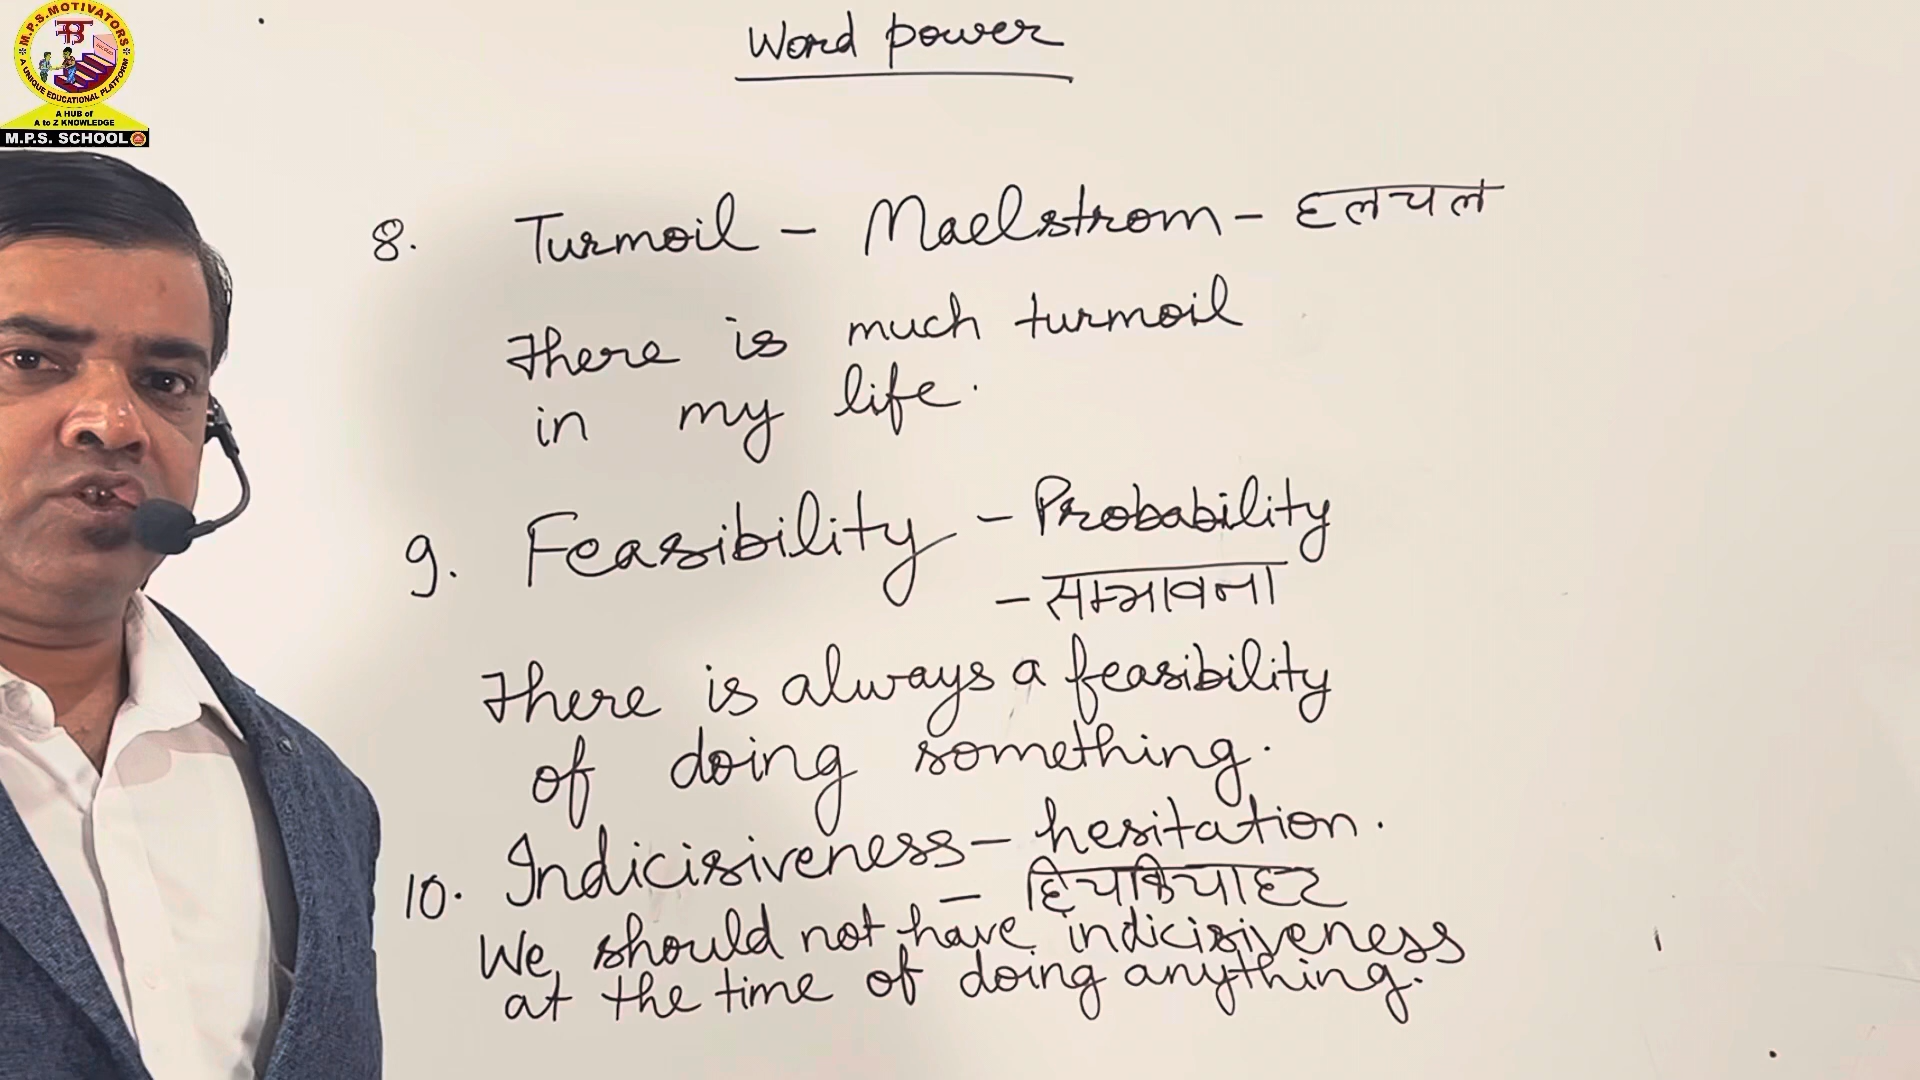 M.P.S.MOTIVATORS
A UNIQUE EDUCATIONAL PLATFORM
A HUB of
A to Z KNOWLEDGE
M.P.S. SCHOOL
Word power
8. Turmoil - Maelstrom - हलचल
There is much turmoil
in my life.
9. Feasibility - Probability
- सम्भावना
There is always a feasibility
of doing something.
10. Indicisiveness - hesitation.
- हिचकिचाहट
We should not have indicisiveness
at the time of doing anything.